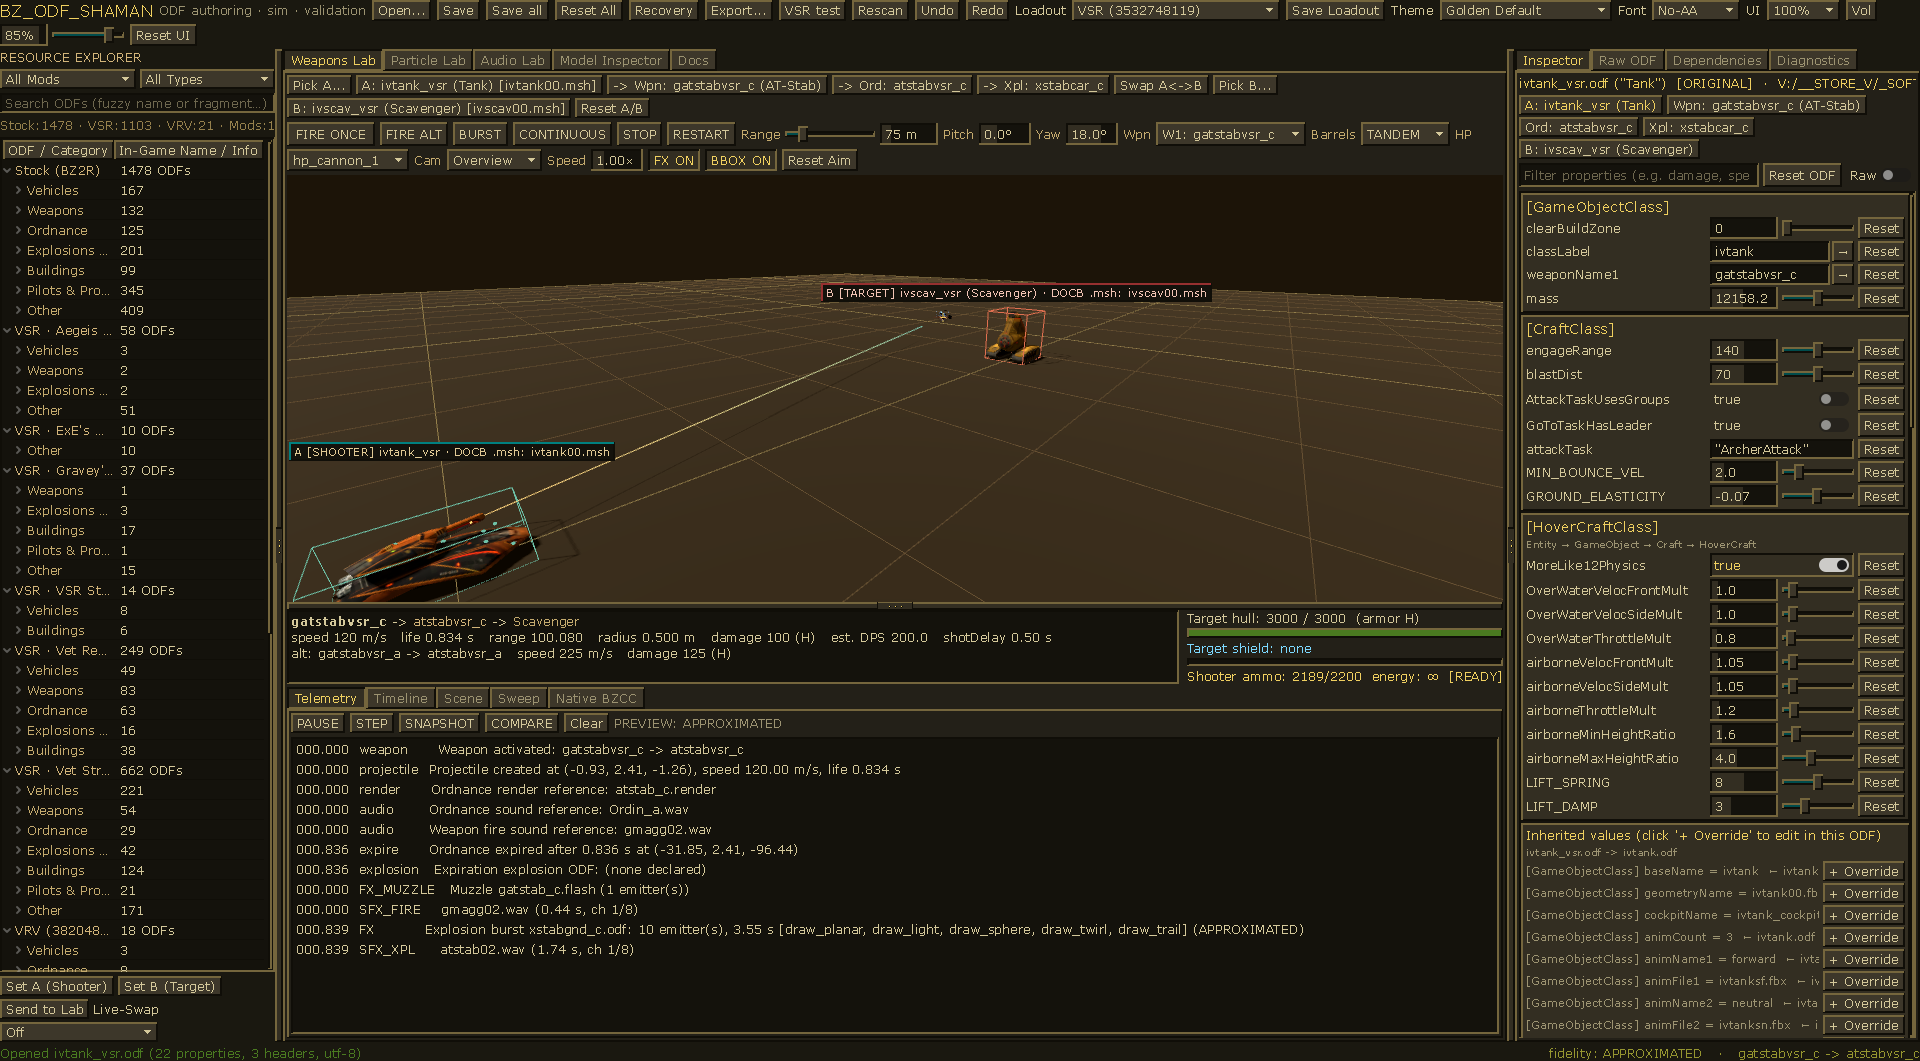 BZ_ODF_SHAMAN ODF authoring · sim · validation Open... Save Save all Reset All Recovery Export... VSR test Rescan Undo Redo Loadout VSR (3532748119) Save Loadout Theme Golden Default Font No-AA UI 100% Vol
85% Reset UI
RESOURCE EXPLORER
All Mods All Types
Search ODFs (fuzzy name or fragment...)
Stock:1478 · VSR:1103 · VRV:21 · Mods:1
ODF / Category In-Game Name / Info
Stock (BZ2R) 1478 ODFs
Vehicles 167
Weapons 132
Ordnance 125
Explosions ... 201
Buildings 99
Pilots & Pro... 345
Other 409
VSR · Aegeis ... 58 ODFs
Vehicles 3
Weapons 2
Explosions ... 2
Other 51
VSR · ExE's ... 10 ODFs
Other 10
VSR · Gravey'... 37 ODFs
Weapons 1
Explosions ... 3
Buildings 17
Pilots & Pro... 1
Other 15
VSR · VSR St... 14 ODFs
Vehicles 8
Buildings 6
VSR · Vet Re... 249 ODFs
Vehicles 49
Weapons 83
Ordnance 63
Explosions ... 16
Buildings 38
VSR · Vet Str... 662 ODFs
Vehicles 221
Weapons 54
Ordnance 29
Explosions ... 42
Buildings 124
Pilots & Pro... 21
Other 171
VRV (382048... 18 ODFs
Vehicles 3
Ordnance 9
Set A (Shooter) Set B (Target)
Send to Lab Live-Swap
Off
Opened ivtank_vsr.odf (22 properties, 3 headers, utf-8)
Weapons Lab Particle Lab Audio Lab Model Inspector Docs
Pick A... A: ivtank_vsr (Tank) [ivtank00.msh] -> Wpn: gatstabvsr_c (AT-Stab) -> Ord: atstabvsr_c -> Xpl: xstabcar_c Swap A<->B Pick B...
B: ivscav_vsr (Scavenger) [ivscav00.msh] Reset A/B
FIRE ONCE FIRE ALT BURST CONTINUOUS STOP RESTART Range 75 m Pitch 0.0º Yaw 18.0º Wpn W1: gatstabvsr_c Barrels TANDEM HP
hp_cannon_1 Cam Overview Speed 1.00× FX ON BBOX ON Reset Aim
B [TARGET] ivscav_vsr (Scavenger) · DOCB .msh: ivscav00.msh
A [SHOOTER] ivtank_vsr · DOCB .msh: ivtank00.msh
gatstabvsr_c -> atstabvsr_c -> Scavenger
speed 120 m/s life 0.834 s range 100.080 radius 0.500 m damage 100 (H) est. DPS 200.0 shotDelay 0.50 s
alt: gatstabvsr_a -> atstabvsr_a speed 225 m/s damage 125 (H)
Target hull: 3000 / 3000 (armor H)
Target shield: none
Shooter ammo: 2189/2200 energy: ∞ [READY]
Telemetry Timeline Scene Sweep Native BZCC
PAUSE STEP SNAPSHOT COMPARE Clear PREVIEW: APPROXIMATED
000.000 weapon Weapon activated: gatstabvsr_c -> atstabvsr_c
000.000 projectile Projectile created at (-0.93, 2.41, -1.26), speed 120.00 m/s, life 0.834 s
000.000 render Ordnance render reference: atstab_c.render
000.000 audio Ordnance sound reference: Ordin_a.wav
000.000 audio Weapon fire sound reference: gmagg02.wav
000.836 expire Ordnance expired after 0.836 s at (-31.85, 2.41, -96.44)
000.836 explosion Expiration explosion ODF: (none declared)
000.000 FX_MUZZLE Muzzle gatstab_c.flash (1 emitter(s))
000.000 SFX_FIRE gmagg02.wav (0.44 s, ch 1/8)
000.839 FX Explosion burst xstabgnd_c.odf: 10 emitter(s), 3.55 s [draw_planar, draw_light, draw_sphere, draw_twirl, draw_trail] (APPROXIMATED)
000.839 SFX_XPL atstab02.wav (1.74 s, ch 1/8)
Inspector Raw ODF Dependencies Diagnostics
ivtank_vsr.odf ("Tank") [ORIGINAL] · V:/__STORE_V/_SOF
A: ivtank_vsr (Tank) Wpn: gatstabvsr_c (AT-Stab)
Ord: atstabvsr_c Xpl: xstabcar_c
B: ivscav_vsr (Scavenger)
Filter properties (e.g. damage, spe Reset ODF Raw
[GameObjectClass]
clearBuildZone 0 Reset
classLabel ivtank → Reset
weaponName1 gatstabvsr_c → Reset
mass 12158.2 Reset
[CraftClass]
engageRange 140 Reset
blastDist 70 Reset
AttackTaskUsesGroups true Reset
GoToTaskHasLeader true Reset
attackTask "ArcherAttack" Reset
MIN_BOUNCE_VEL 2.0 Reset
GROUND_ELASTICITY -0.07 Reset
[HoverCraftClass]
Entity → GameObject → Craft → HoverCraft
MoreLike12Physics true Reset
OverWaterVelocFrontMult 1.0 Reset
OverWaterVelocSideMult 1.0 Reset
OverWaterThrottleMult 0.8 Reset
airborneVelocFrontMult 1.05 Reset
airborneVelocSideMult 1.05 Reset
airborneThrottleMult 1.2 Reset
airborneMinHeightRatio 1.6 Reset
airborneMaxHeightRatio 4.0 Reset
LIFT_SPRING 8 Reset
LIFT_DAMP 3 Reset
Inherited values (click '+ Override' to edit in this ODF)
ivtank_vsr.odf -> ivtank.odf
[GameObjectClass] baseName = ivtank ← ivtank + Override
[GameObjectClass] geometryName = ivtank00.fb + Override
[GameObjectClass] cockpitName = ivtank_cockpit + Override
[GameObjectClass] animCount = 3 ← ivtank.odf + Override
[GameObjectClass] animName1 = forward ← ivta + Override
[GameObjectClass] animFile1 = ivtanksf.fbx ← iv + Override
[GameObjectClass] animName2 = neutral ← ivta + Override
[GameObjectClass] animFile2 = ivtanksn.fbx ← i + Override
fidelity: APPROXIMATED · gatstabvsr_c -> atstabvsr_c